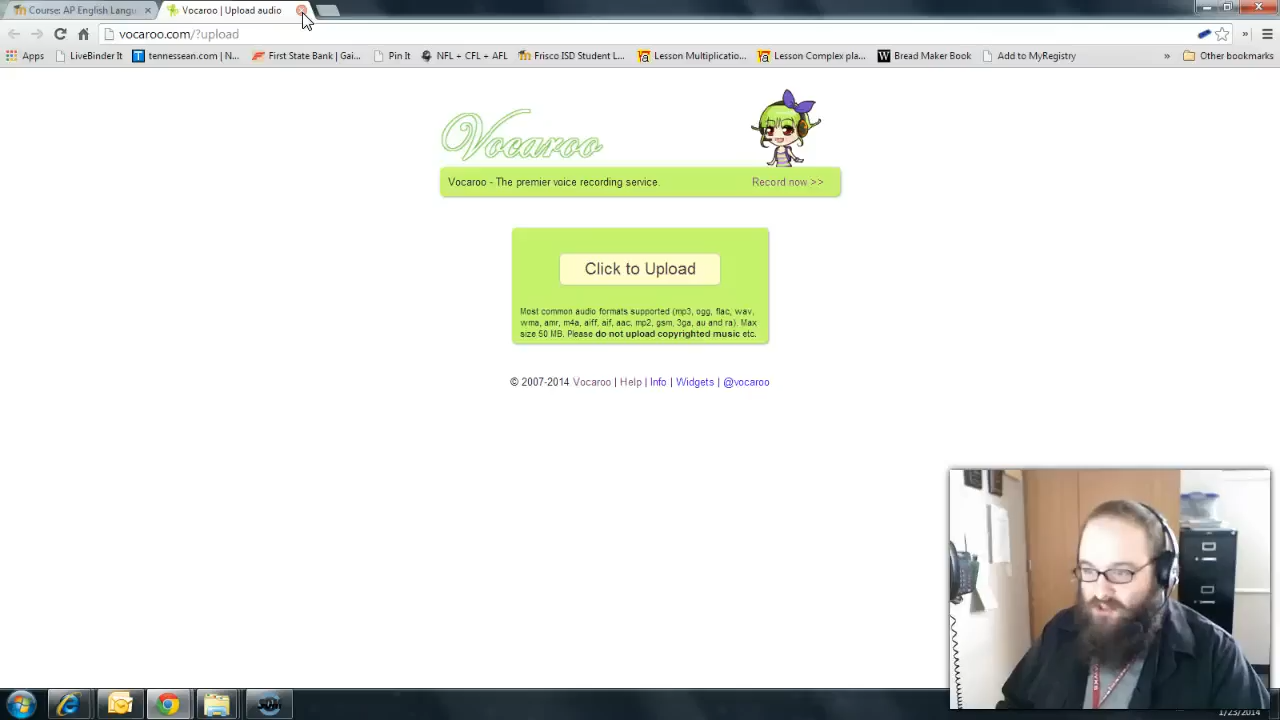 Course: AP English Langu
Vocaroo | Upload audio
vocaroo.com/?upload
Apps
LiveBinder It
tennessean.com | N...
First State Bank | Gai...
Pin It
NFL + CFL + AFL
Frisco ISD Student L...
Lesson Multiplicatio...
Lesson Complex pla...
Bread Maker Book
Add to MyRegistry
»
Other bookmarks
Vocaroo
Vocaroo - The premier voice recording service.
Record now >>
Click to Upload
Most common audio formats supported (mp3, ogg, flac, wav,
wma, amr, m4a, aiff, aif, aac, mp2, gsm, 3ga, au and ra). Max
size 50 MB. Please do not upload copyrighted music etc.
© 2007-2014 Vocaroo | Help | Info | Widgets | @vocaroo
1/23/2014